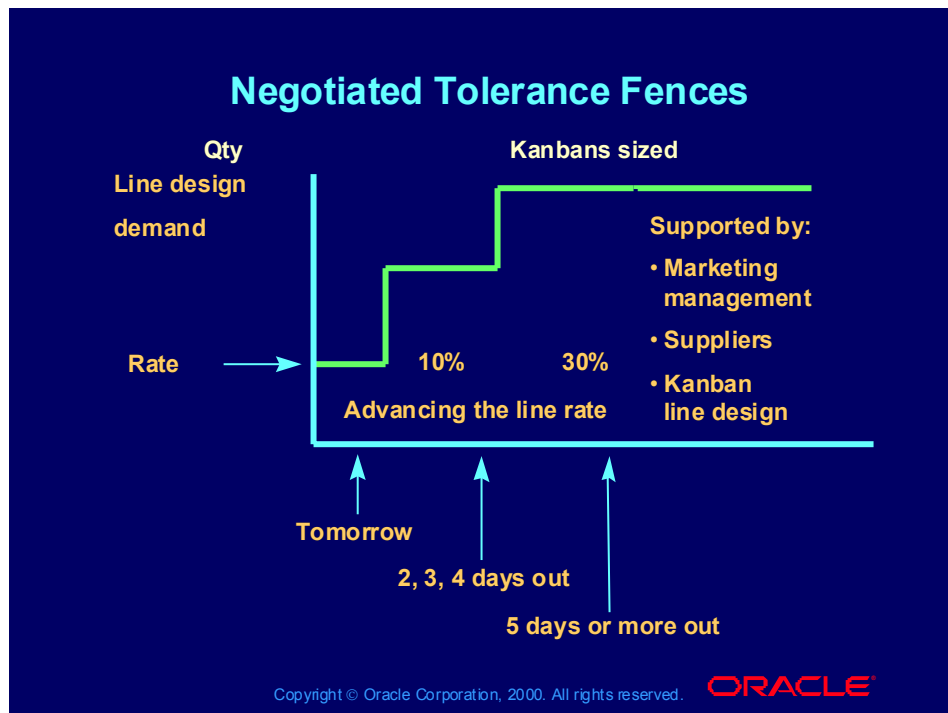 Negotiated Tolerance Fences
Qty
Kanbans sized
Line design
demand
Supported by:
• Marketing
management
• Suppliers
• Kanban
line design
Rate
10%
30%
Advancing the line rate
Tomorrow
2, 3, 4 days out
5 days or more out
Copyright © Oracle Corporation, 2000. All rights reserved.
ORACLE®